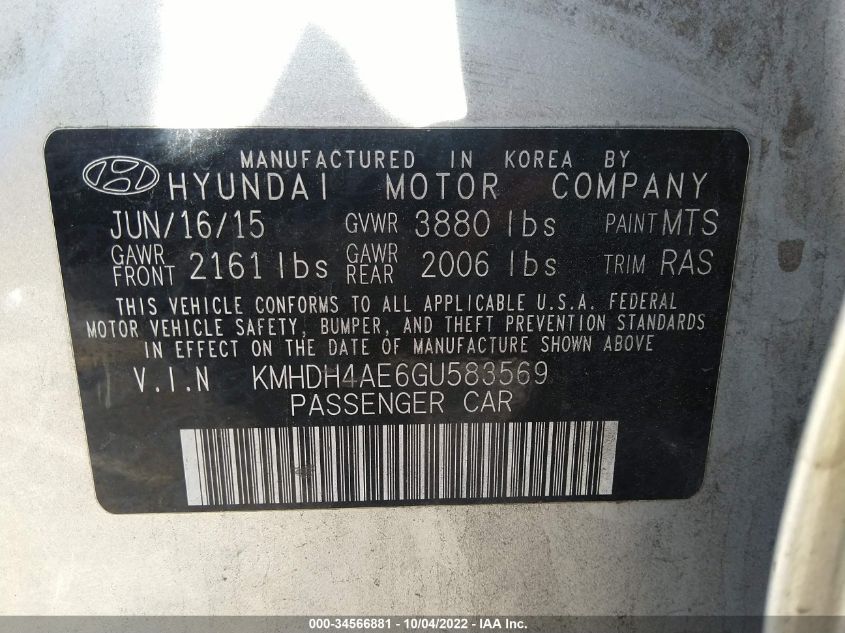 MANUFACTURED IN KOREA BY
HYUNDAI MOTOR COMPANY
JUN/16/15 GVWR 3880 lbs PAINT MTS
GAWR FRONT 2161 lbs GAWR REAR 2006 lbs TRIM RAS
THIS VEHICLE CONFORMS TO ALL APPLICABLE U.S.A. FEDERAL
MOTOR VEHICLE SAFETY, BUMPER, AND THEFT PREVENTION STANDARDS
IN EFFECT ON THE DATE OF MANUFACTURE SHOWN ABOVE
V.I.N KMHDH4AE6GU583569
PASSENGER CAR
000-34566881 - 10/04/2022 - IAA Inc.